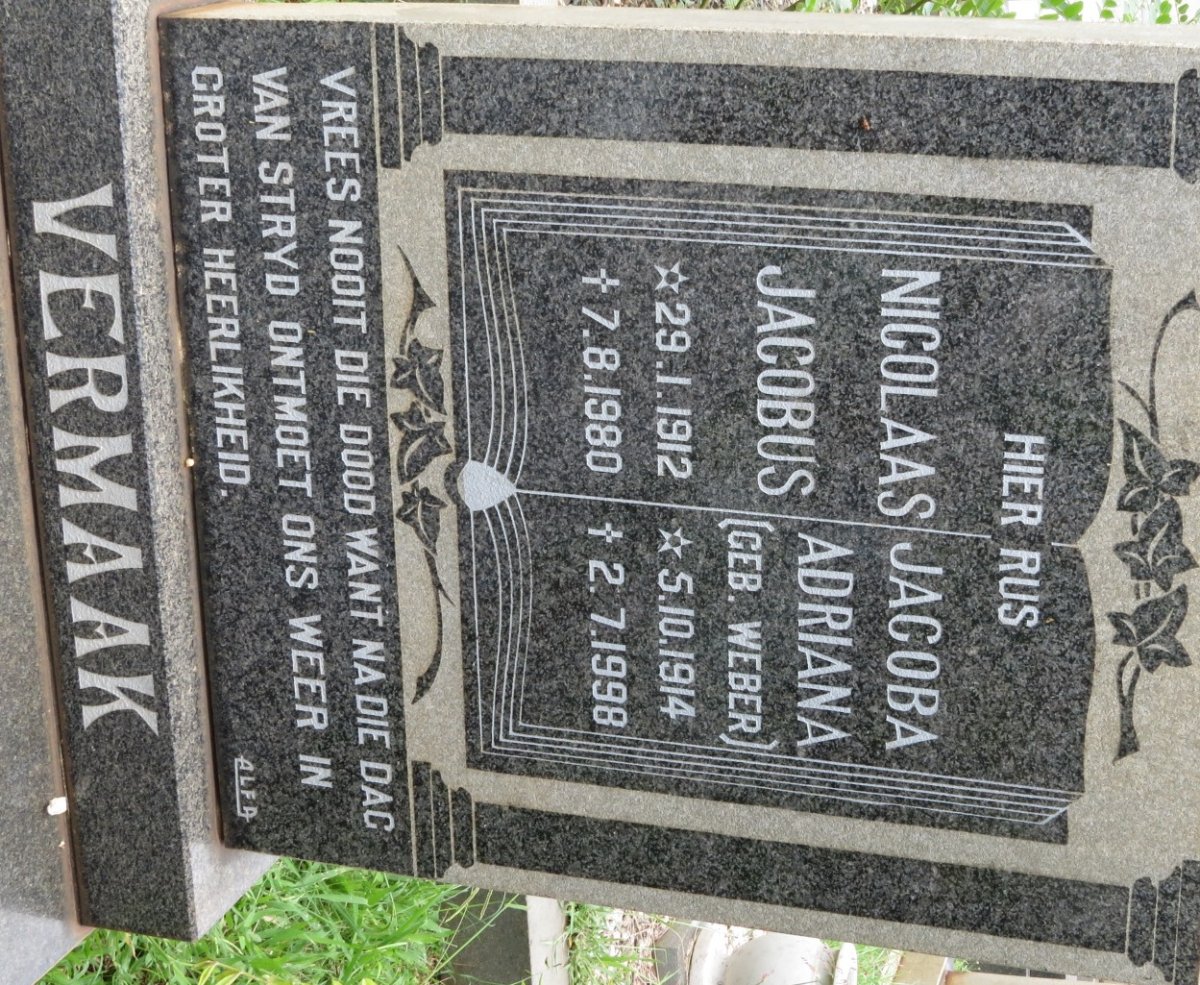 HIER RUS
NICOLAAS
JACOBUS
☆29.1.1912
†7.8.1980
JACOBA
ADRIANA
(GEB. WEBER)
☆5.10.1914
†2.7.1998
VREES NOOIT DIE DOOD WANT NA DIE DAG
VAN STRYD ONTMOET ONS WEER IN
GROTER HEERLIKHEID.
ALFA
VERMAAK